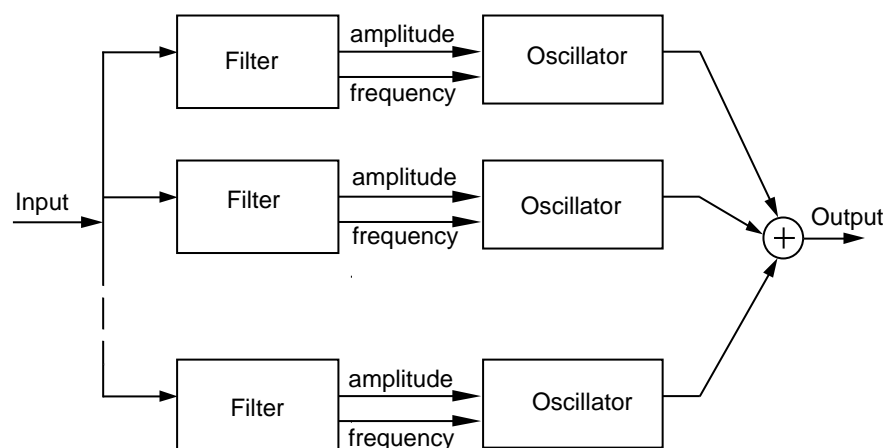 amplitude
Filter
Oscillator
frequency
amplitude
Input
Filter
Oscillator
frequency
Output
+
amplitude
Filter
Oscillator
frequency